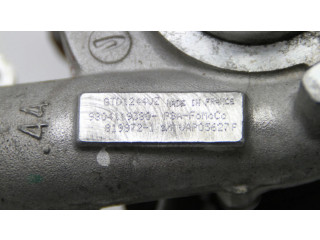 GTD1244VZ MADE IN FRANCE
9804119380- PSA-FoMoCo
819872-1
44